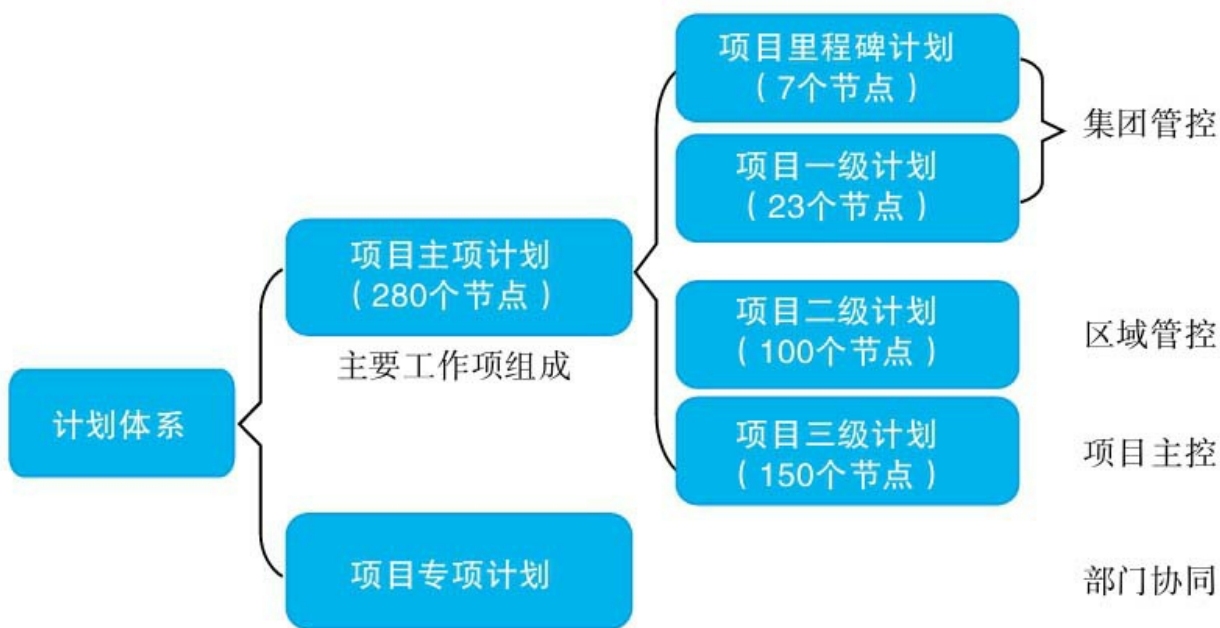 项目里程碑计划
（7个节点）
集团管控
项目一级计划
（23个节点）
项目主项计划
（280个节点）
主要工作项组成
项目二级计划
（100个节点）
区域管控
计划体系
项目三级计划
（150个节点）
项目主控
项目专项计划
部门协同